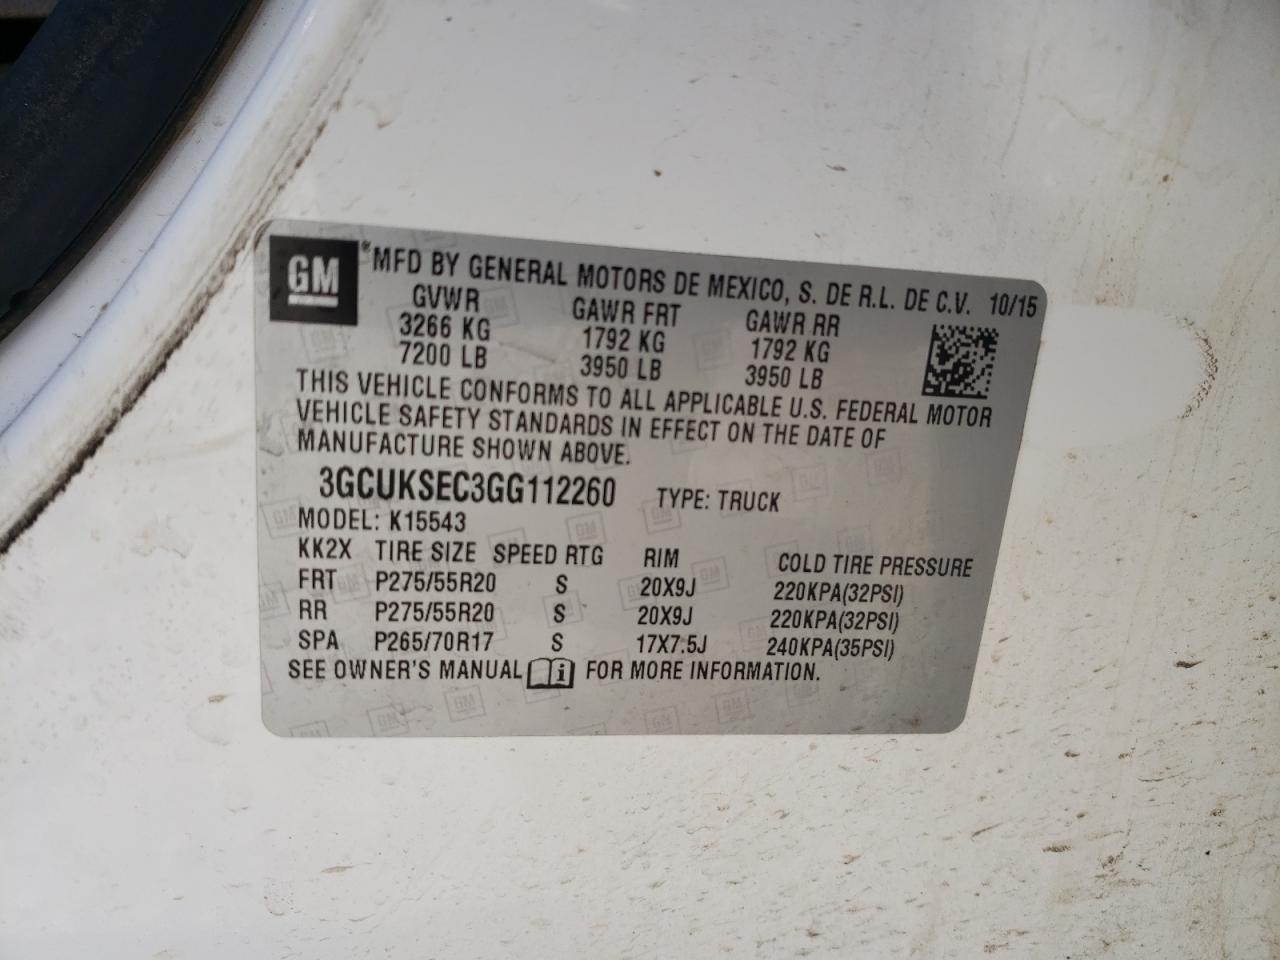 GM ® MFD BY GENERAL MOTORS DE MEXICO, S. DE R.L. DE C.V. 10/15
GVWR GAWR FRT GAWR RR
3266 KG 1792 KG 1792 KG
7200 LB 3950 LB 3950 LB
THIS VEHICLE CONFORMS TO ALL APPLICABLE U.S. FEDERAL MOTOR
VEHICLE SAFETY STANDARDS IN EFFECT ON THE DATE OF
MANUFACTURE SHOWN ABOVE.
3GCUKSEC3GG112260 TYPE: TRUCK
MODEL: K15543
KK2X TIRE SIZE SPEED RTG RIM COLD TIRE PRESSURE
FRT P275/55R20 S 20X9J 220KPA(32PSI)
RR P275/55R20 S 20X9J 220KPA(32PSI)
SPA P265/70R17 S 17X7.5J 240KPA(35PSI)
SEE OWNER'S MANUAL i FOR MORE INFORMATION.